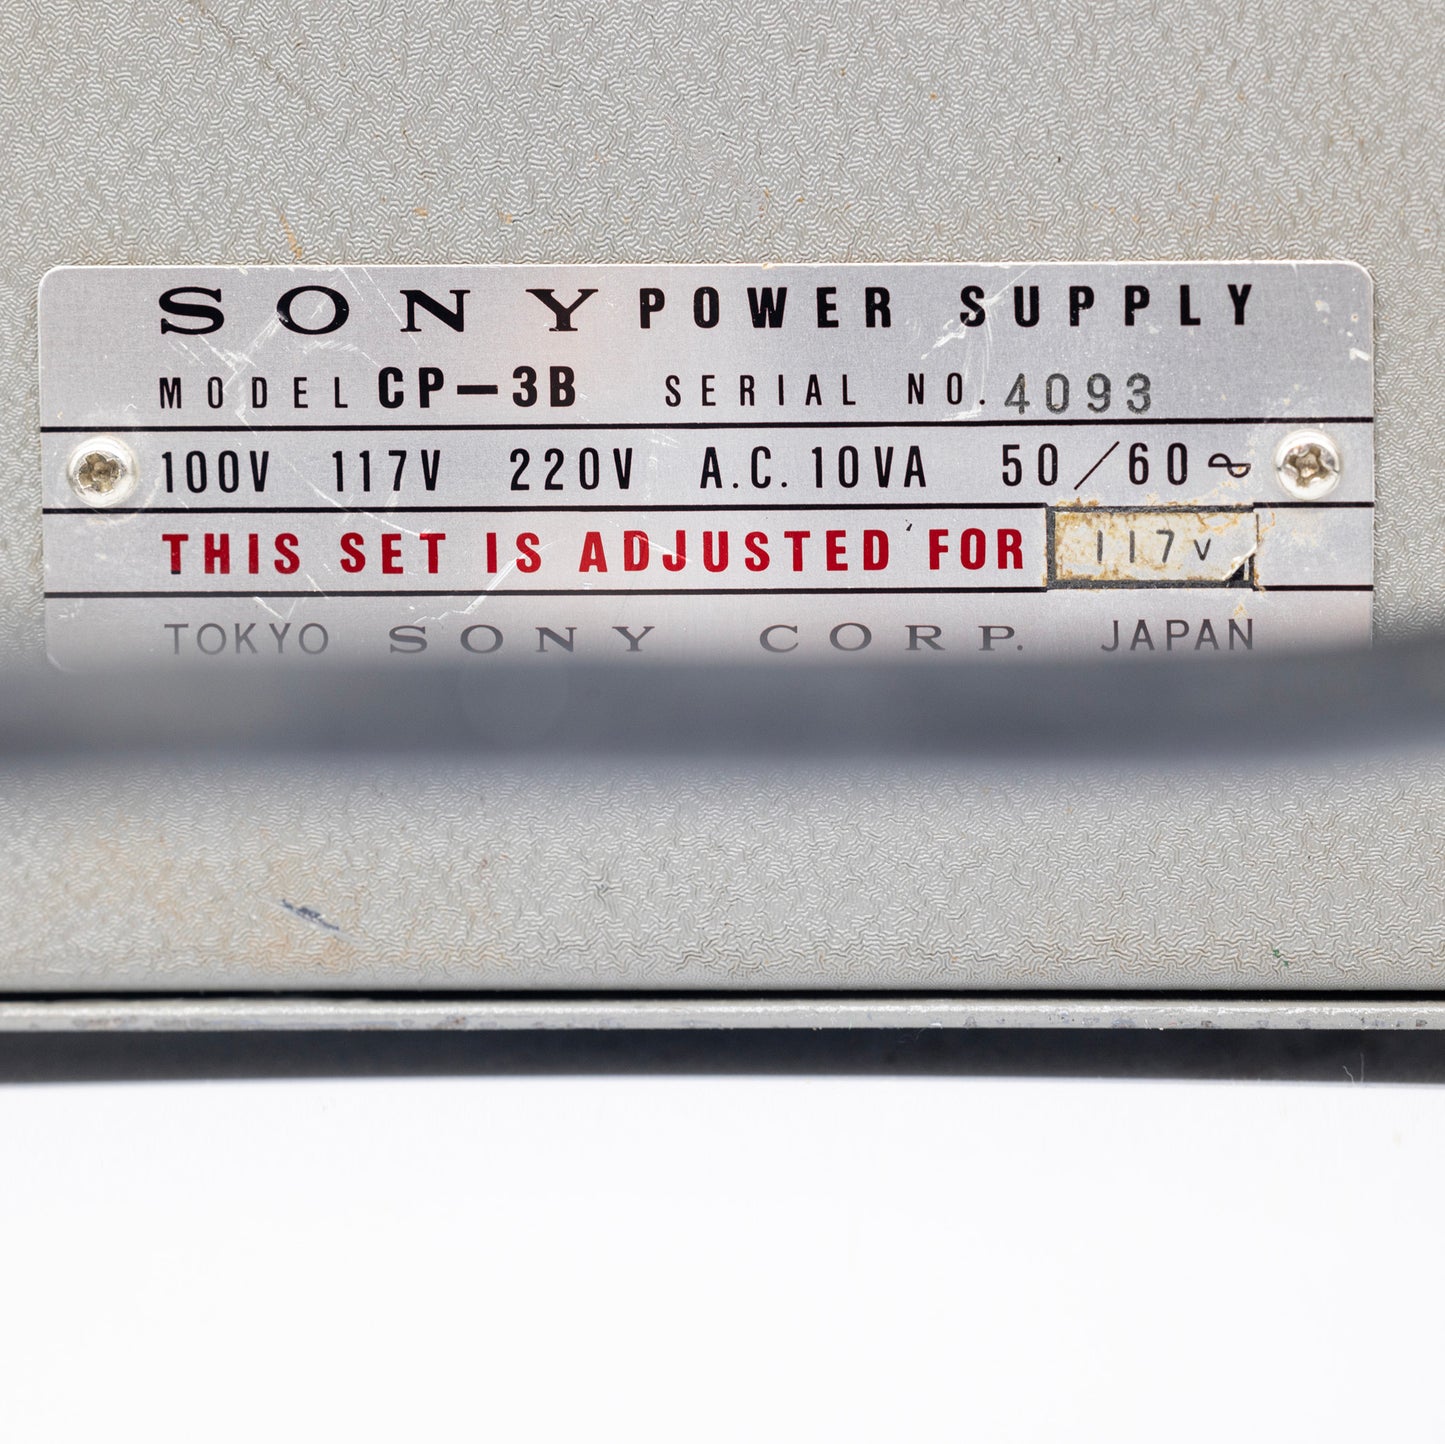 SONY POWER SUPPLY
MODEL CP-3B SERIAL NO. 4093
100V 117V 220V A.C. 10VA 50/60
THIS SET IS ADJUSTED FOR 117V
TOKYO SONY CORP. JAPAN